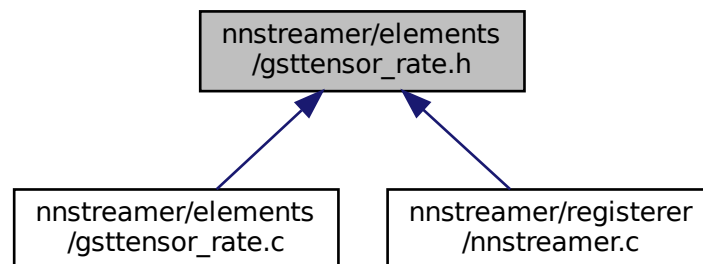 nnstreamer/elements
/gsttensor_rate.h
nnstreamer/elements
/gsttensor_rate.c
nnstreamer/registerer
/nnstreamer.c